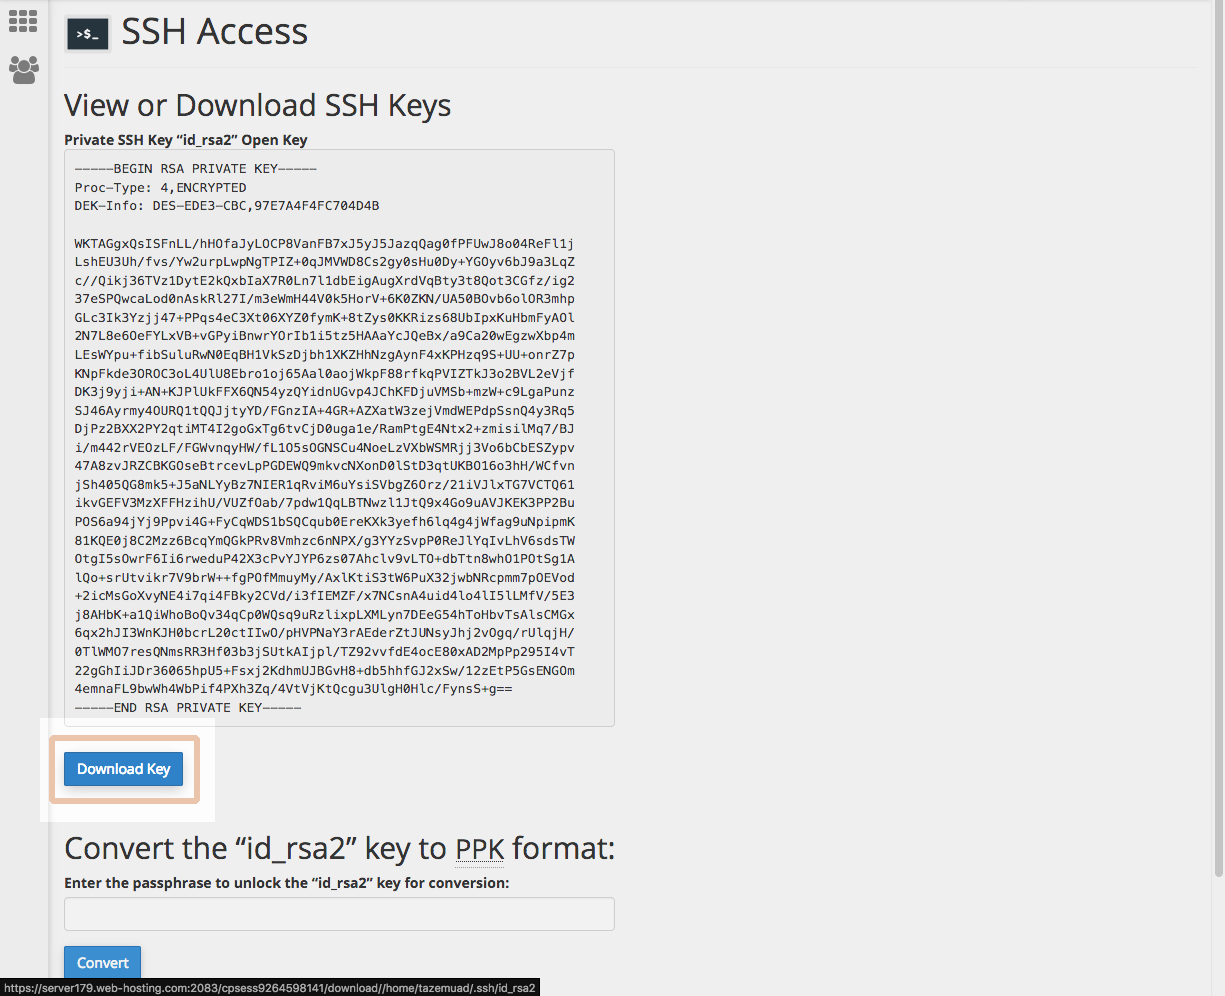 >$_ SSH Access
View or Download SSH Keys
Private SSH Key “id_rsa2” Open Key
-----BEGIN RSA PRIVATE KEY-----
Proc-Type: 4,ENCRYPTED
DEK-Info: DES-EDE3-CBC,97E7A4F4FC704D4B
WKTAGgxQsISFnLL/hHOfaJyLOCP8VanFB7xJ5yJ5JazqQag0fPFUwJ8o04ReFl1j
LshEU3Uh/fvs/Yw2urpLwpNgTPIZ+0qJMVWD8Cs2gy0sHu0Dy+YGOyv6bJ9a3LqZ
c//Qikj36TVz1DytE2kQxbIaX7R0Ln7l1dbEigAugXrdVqBty3t8Qot3CGfz/ig2
37eSPQwcaLod0nAskRl27I/m3eWmH44V0k5HorV+6K0ZKN/UA50BOvb6olOR3mhp
GLc3Ik3Yzjj47+PPqs4eC3Xt06XYZ0fymK+8tZys0KKRizs68UbIpxKuHbmFyAOl
2N7L8e6OeFYLxVB+vGPyiBnwrYOrIb1i5tz5HAAaYcJQeBx/a9Ca20wEgzwXbp4m
LEsWYpu+fibSuluRwN0EqBH1VkSzDjbh1XKZHhNzgAynF4xKPHzq9S+UU+onrZ7p
KNpFkde3OROC3oL4UlU8Ebro1oj65Aal0aojWkpF88rfkqPVIZTkJ3o2BVL2eVjf
DK3j9yji+AN+KJPlUkFFX6QN54yzQYidnUGvp4JChKFDjuVMSb+mzW+c9LgaPunz
SJ46Ayrmy4OURQ1tQQJjtyYD/FGnzIA+4GR+AZXatW3zejVmdWEPdpSsnQ4y3Rq5
DjPz2BXX2PY2qtiMT4I2goGxTg6tvCjD0uga1e/RamPtgE4Ntx2+zmisilMq7/BJ
i/m442rVEOzLF/FGWvnqyHW/fL1O5sOGNSCu4NoeLzVXbWSMRjj3Vo6bCbESZypv
47A8zvJRZCBKGOseBtrcevLpPGDEWQ9mkvcNXonD0lStD3qtUKBO16o3hH/WCfvn
jSh405QG8mk5+J5aNLYyBz7NIER1qRviM6uYsiSVbgZ6Orz/21iVJlxTG7VCTQ61
ikvGEFV3MzXFFHzihU/VUZfOab/7pdw1QqLBTNwzl1JtQ9x4Go9uAVJKEK3PP2Bu
POS6a94jYj9Ppvi4G+FyCqWDS1bSQCqub0EreKXk3yefh6lq4g4jWfag9uNpipmK
81KQE0j8C2Mzz6BcqYmQGkPRv8Vmhzc6nNPX/g3YYzSvpP0ReJlYqIvLhV6sdsTW
OtgI5sOwrF6Ii6rweduP42X3cPvYJYP6zs07Ahclv9vLTO+dbTtn8whO1POtSg1A
lQo+srUtvikr7V9brW++fgPOfMmuyMy/AxlKtiS3tW6PuX32jwbNRcpmm7pOEVod
+2icMsGoXvyNE4i7qi4FBky2CVd/i3fIEMZF/x7NCsnA4uid4lo4lI5lLMfV/5E3
j8AHbK+a1QiWhoBoQv34qCp0WQsq9uRzlixpLXMLyn7DEeG54hToHbvTsAlsCMGx
6qx2hJI3WnKJH0bcrL20ctIIwO/pHVPNaY3rAEderZtJUNsyJhj2vOgq/rUlqjH/
0TlWMO7resQNmsRR3Hf03b3jSUtkAIjpl/TZ92vvfdE4ocE80xAD2MpPp295I4vT
22gGhIiJDr36065hpU5+Fsxj2KdhmUJBGvH8+db5hhfGJ2xSw/12zEtP5GsENGOm
4emnaFL9bwWh4WbPif4PXh3Zq/4VtVjKtQcgu3UlgH0Hlc/FynsS+g==
-----END RSA PRIVATE KEY-----
Download Key
Convert the “id_rsa2” key to PPK format:
Enter the passphrase to unlock the “id_rsa2” key for conversion:
Convert
https://server179.web-hosting.com:2083/cpsess9264598141/download//home/tazemuad/.ssh/id_rsa2